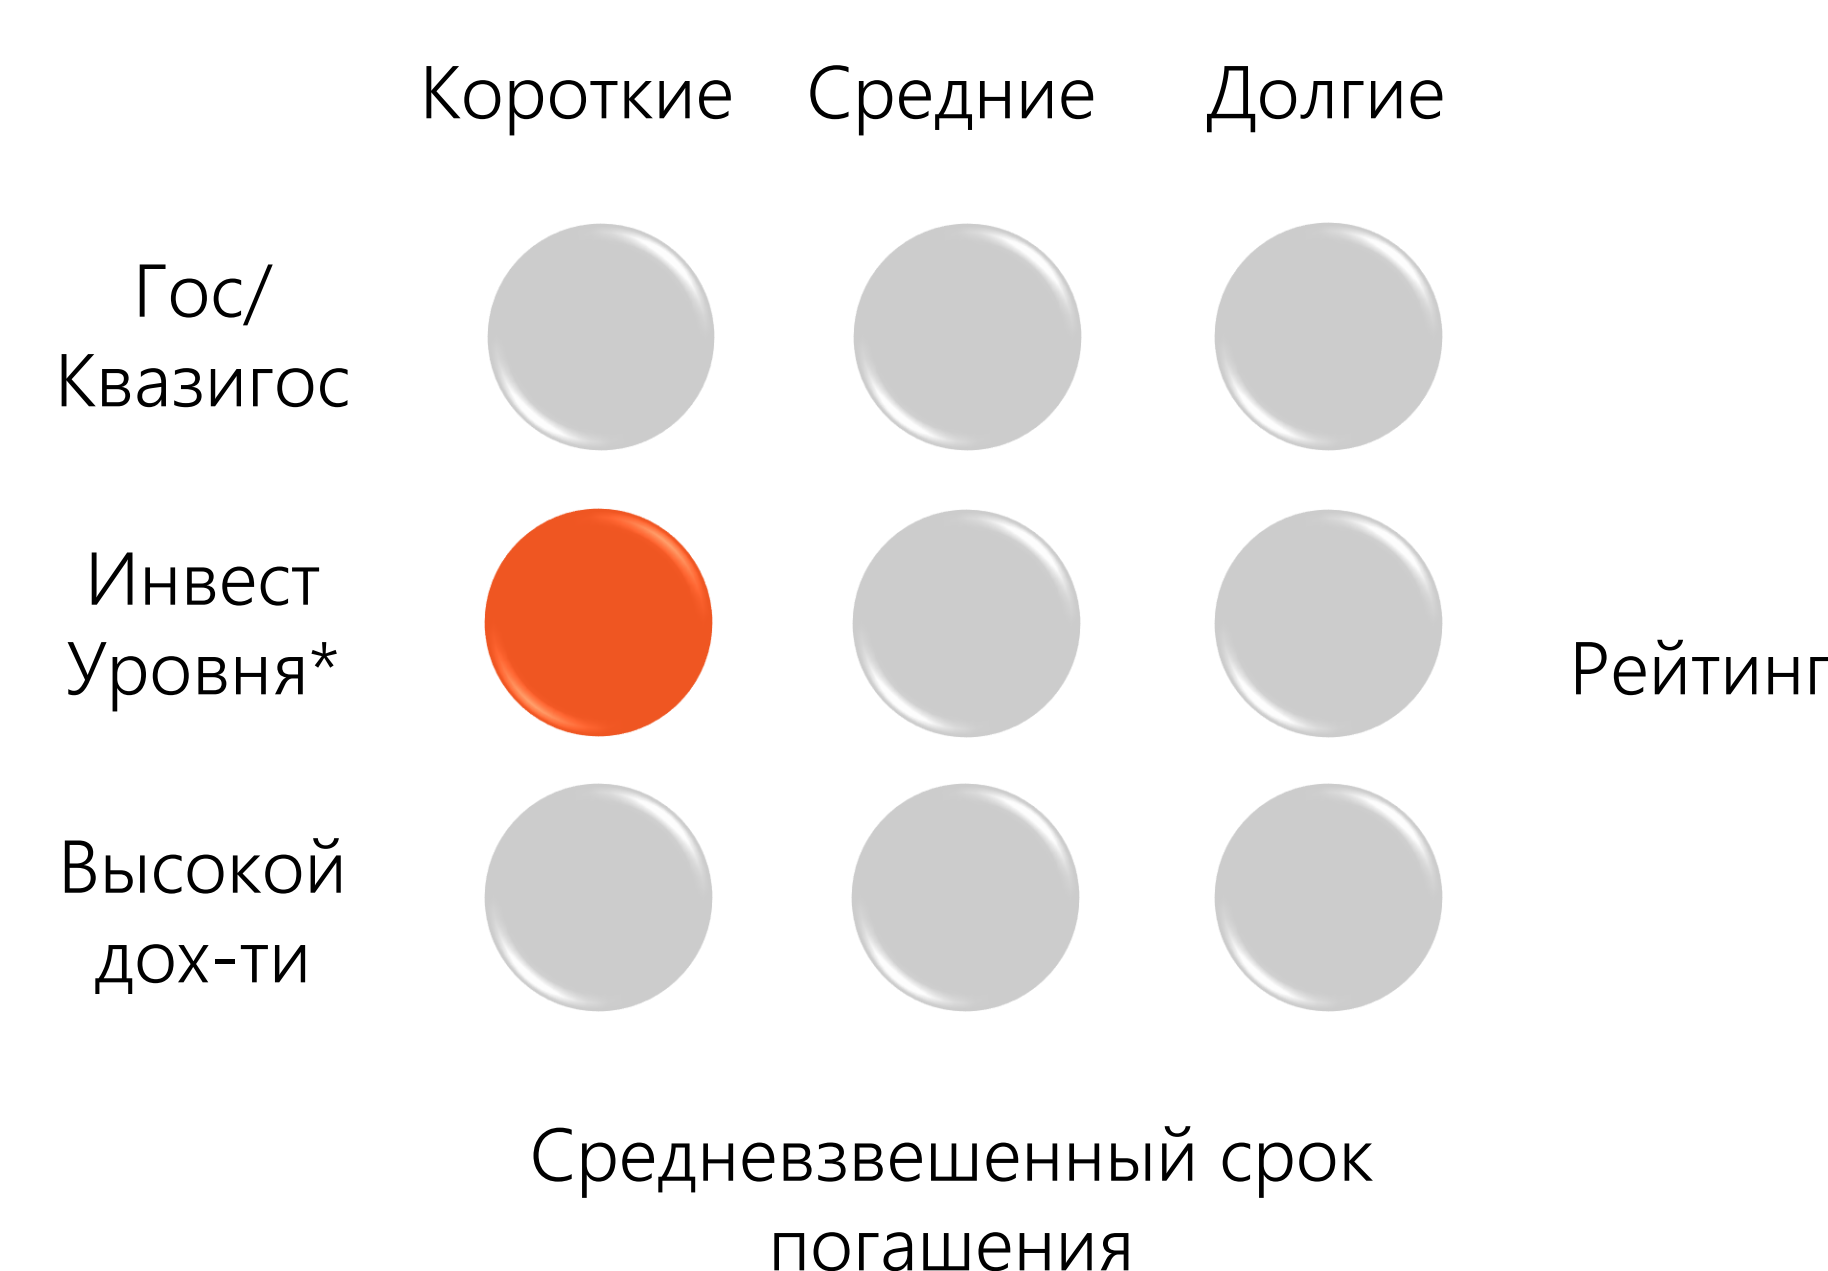 Короткие Средние Долгие
Гос/
Квазигос
Инвест
Уровня*
Рейтинг
Высокой
дох-ти
Средневзвешенный срок
погашения